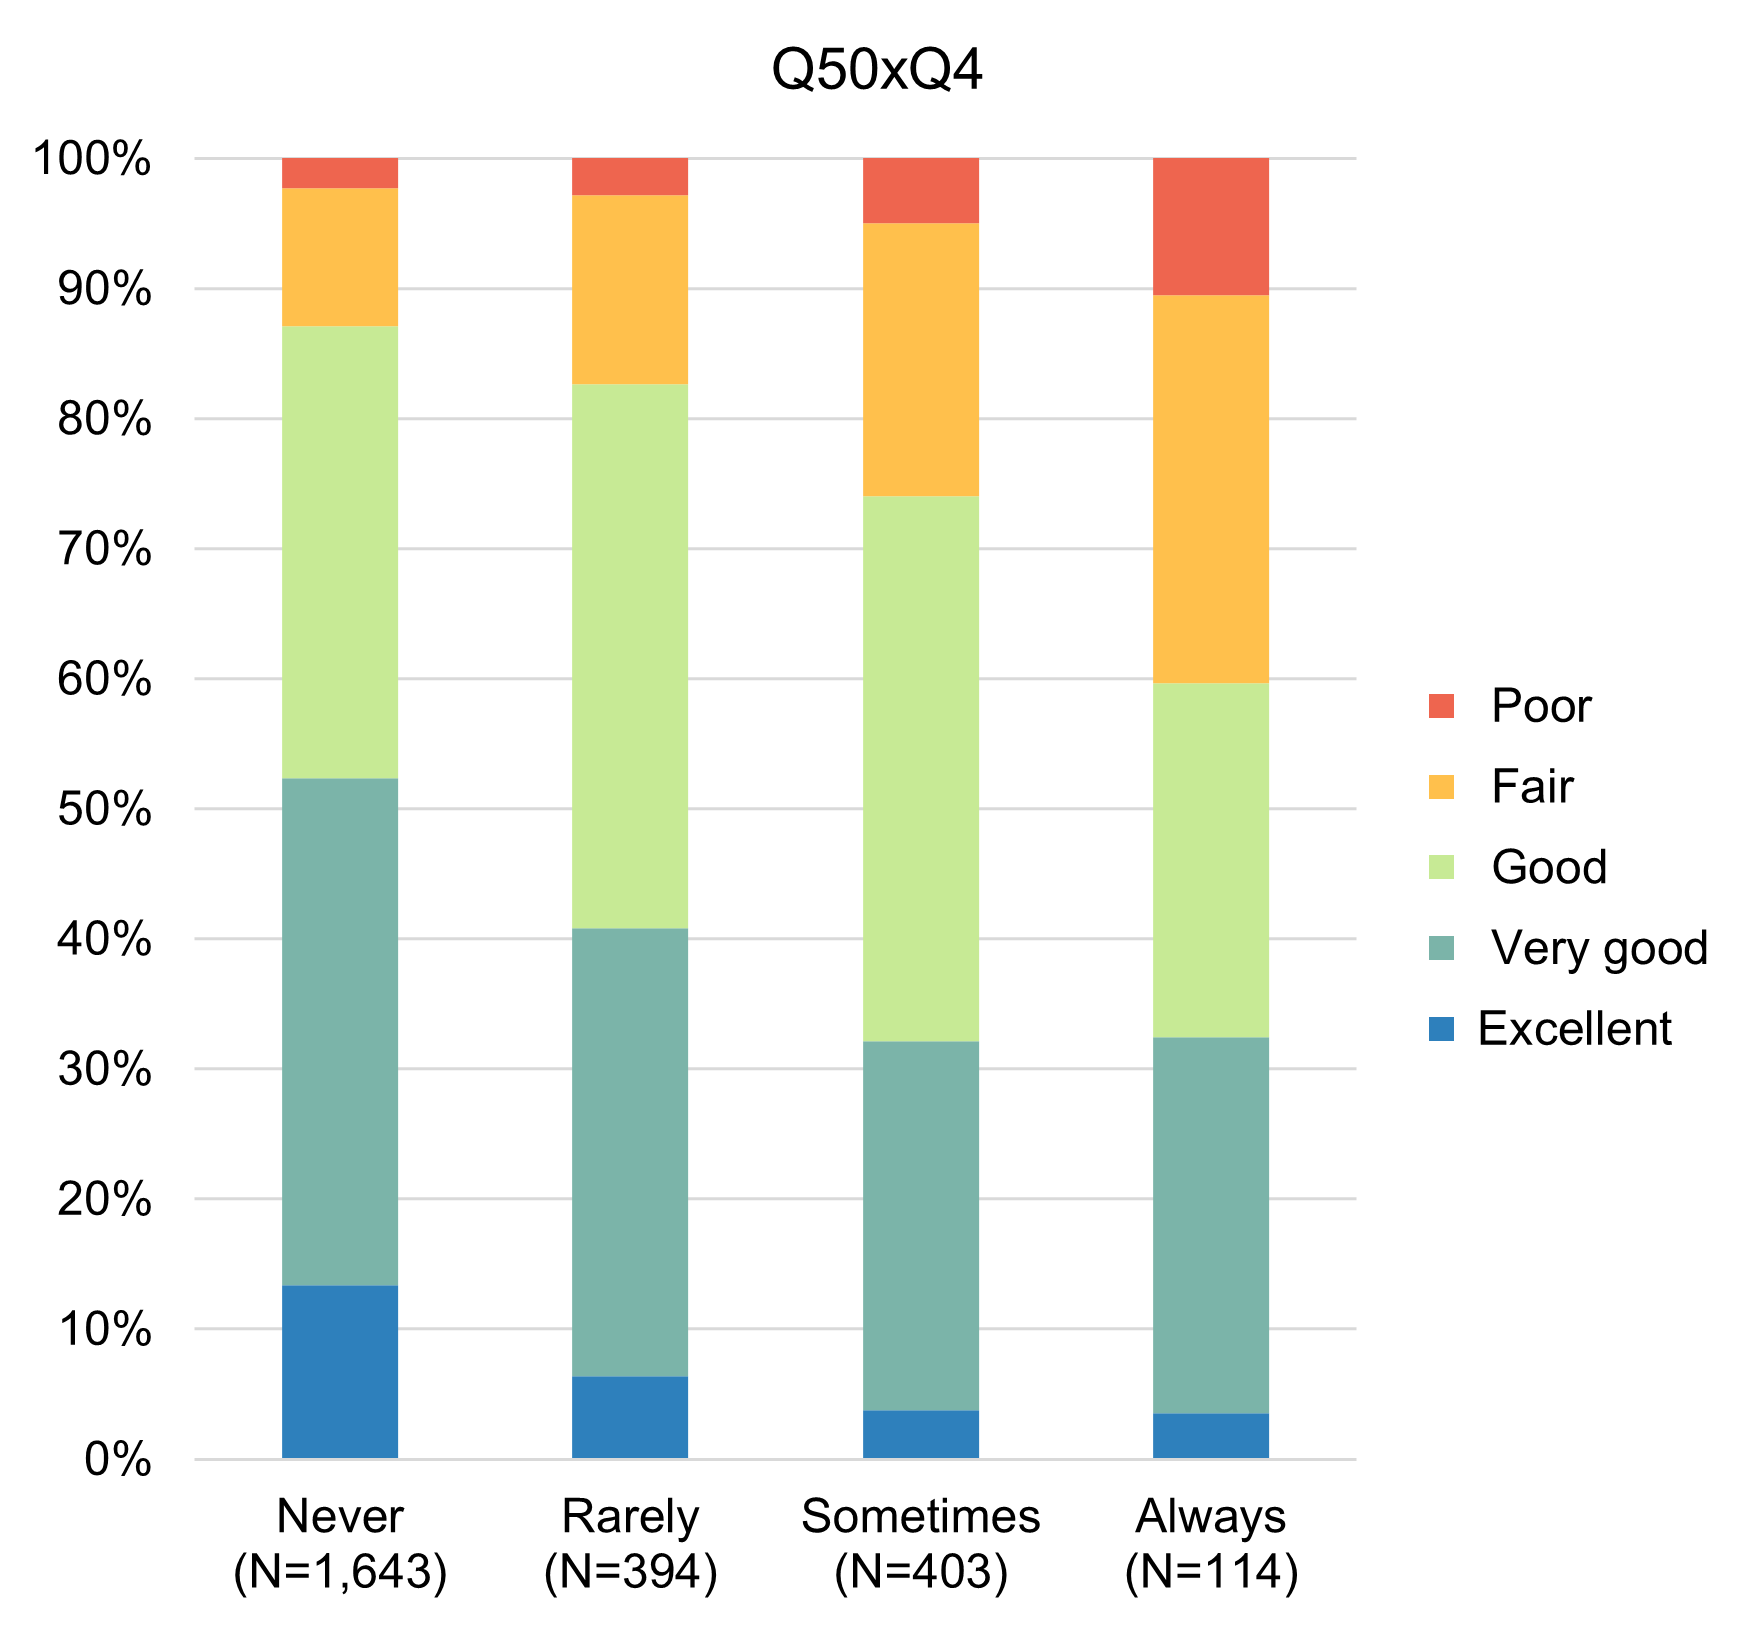 Q50xQ4
100%
90%
80%
70%
60%
50%
40%
30%
20%
10%
0%
Never
(N=1,643)
Rarely
(N=394)
Sometimes
(N=403)
Always
(N=114)
Poor
Fair
Good
Very good
Excellent